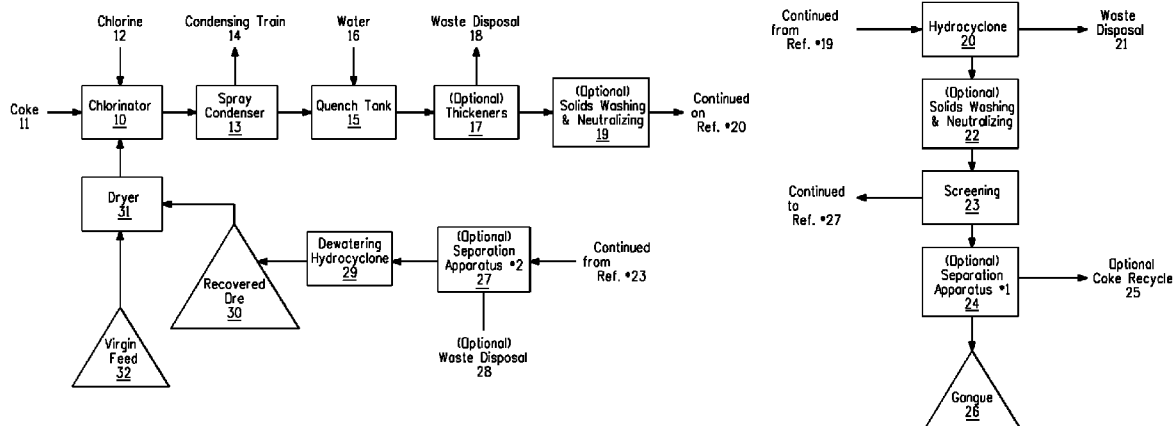 Chlorine
12
Condensing Train
14
Water
16
Waste Disposal
18
Coke
11
Chlorinator
10
Spray
Condenser
13
Quench Tank
15
(Optional)
Thickeners
17
(Optional)
Solids Washing
& Neutralizing
19
Continued
on
Ref. #20
Dryer
31
Virgin
Feed
32
Recovered
Ore
30
Dewatering
Hydrocyclone
29
(Optional)
Separation
Apparatus #2
27
Continued
from
Ref. #23
(Optional)
Waste Disposal
28
Continued
from
Ref. #19
Hydrocyclone
20
Waste
Disposal
21
(Optional)
Solids Washing
& Neutralizing
22
Continued
to
Ref. #27
Screening
23
(Optional)
Separation
Apparatus #1
24
Optional
Coke Recycle
25
Gangue
26